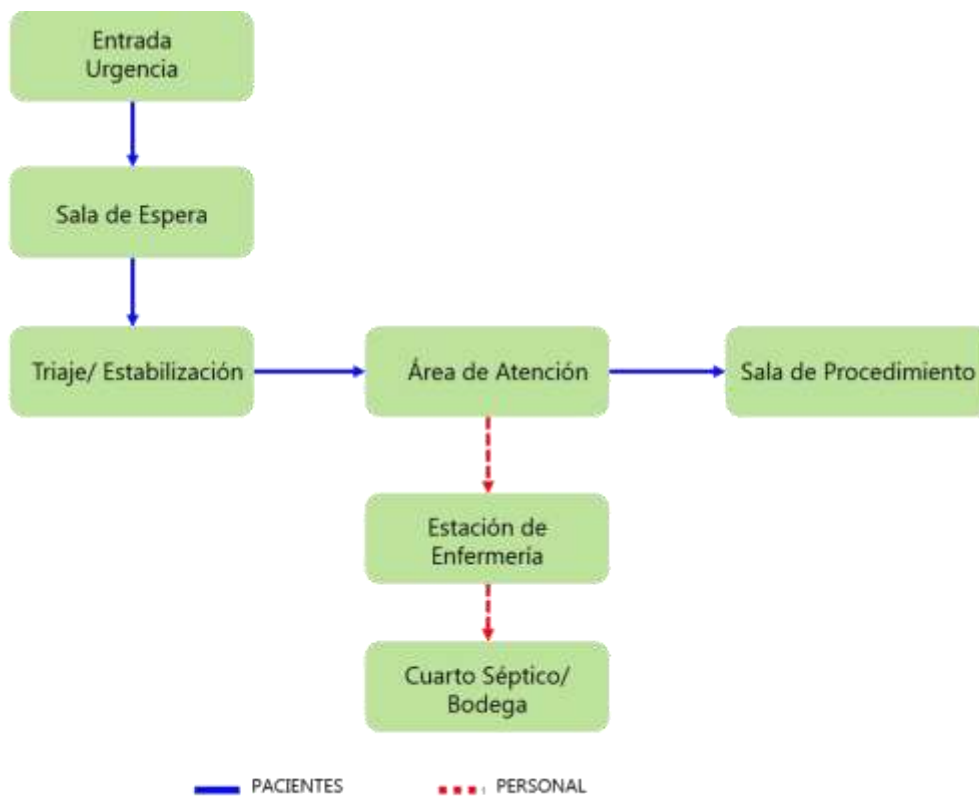 Entrada
Urgencia
Sala de Espera
Triaje/ Estabilización
Área de Atención
Sala de Procedimiento
Estación de
Enfermería
Cuarto Séptico/
Bodega
PACIENTES
PERSONAL